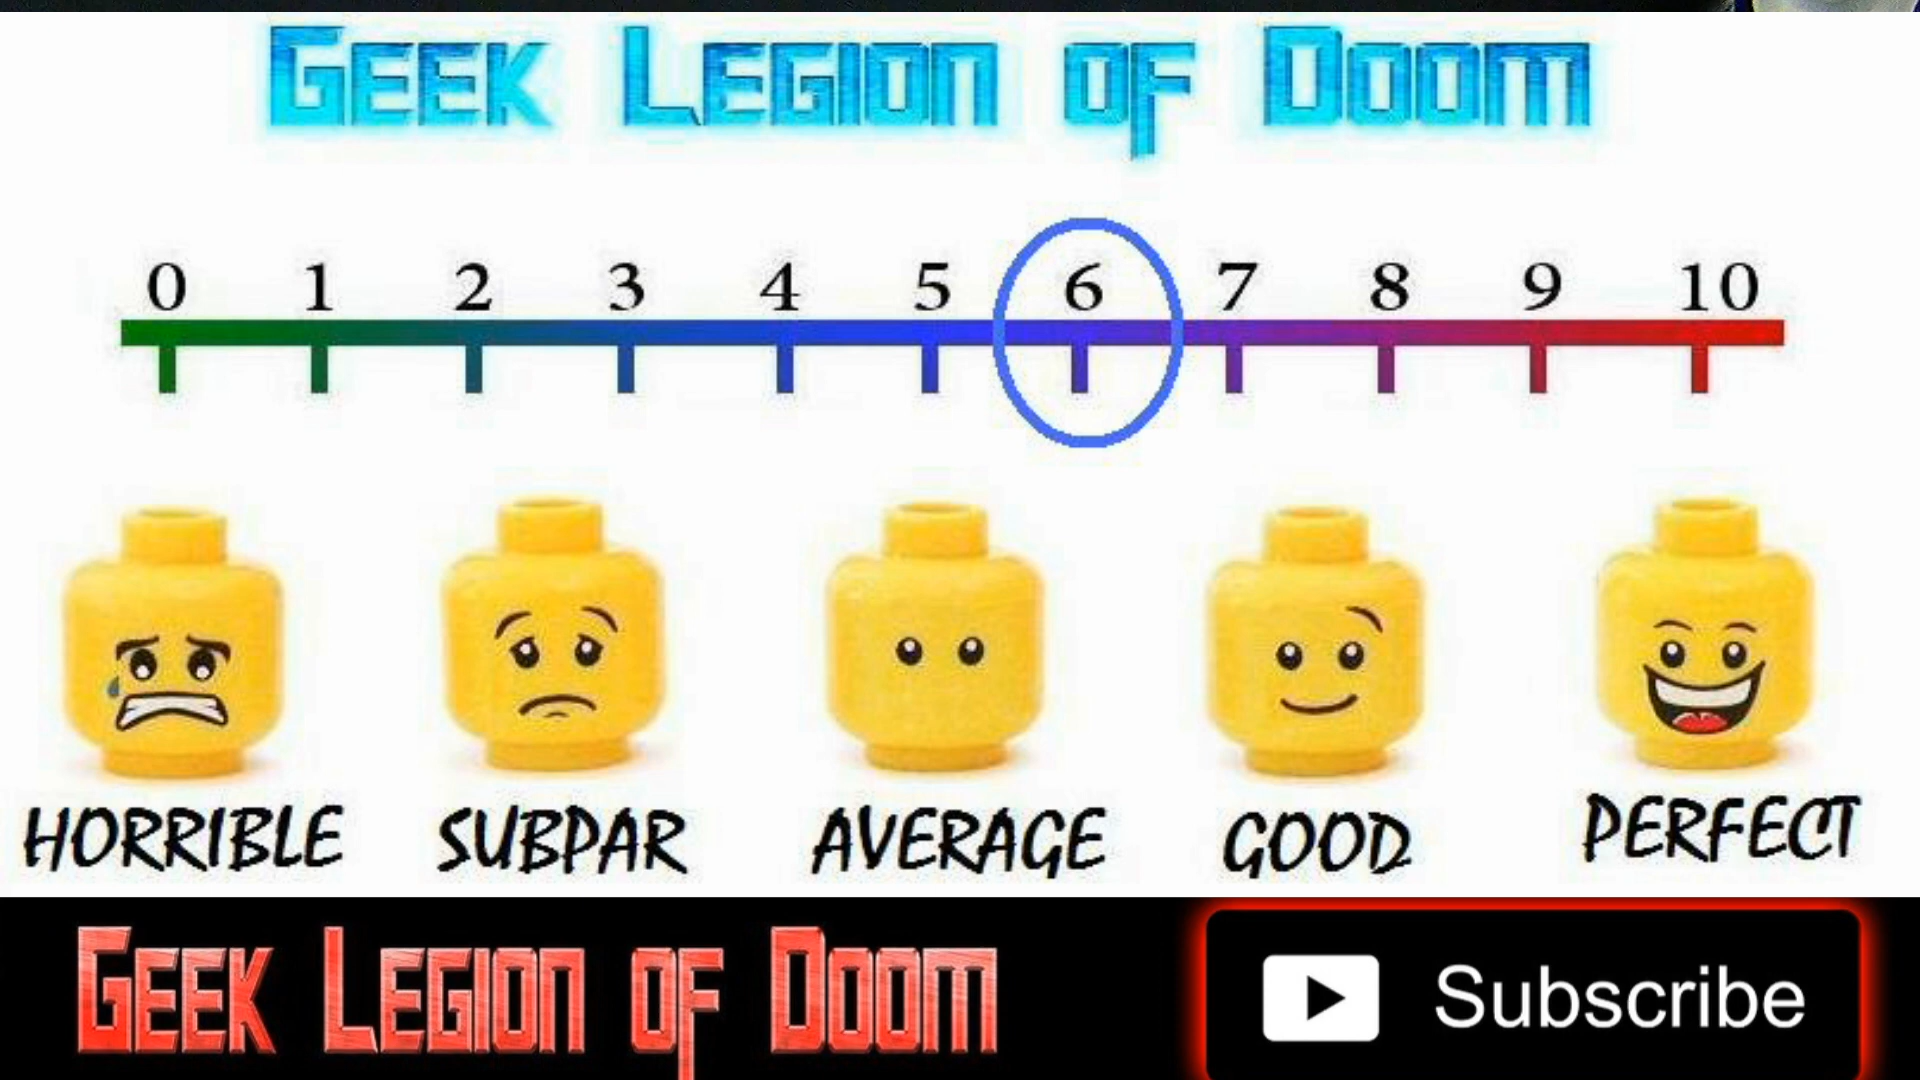 GEEK LEGION OF DOOM
0 1 2 3 4 5 6 7 8 9 10
HORRIBLE SUBPAR AVERAGE GOOD PERFECT
GEEK LEGION OF DOOM Subscribe